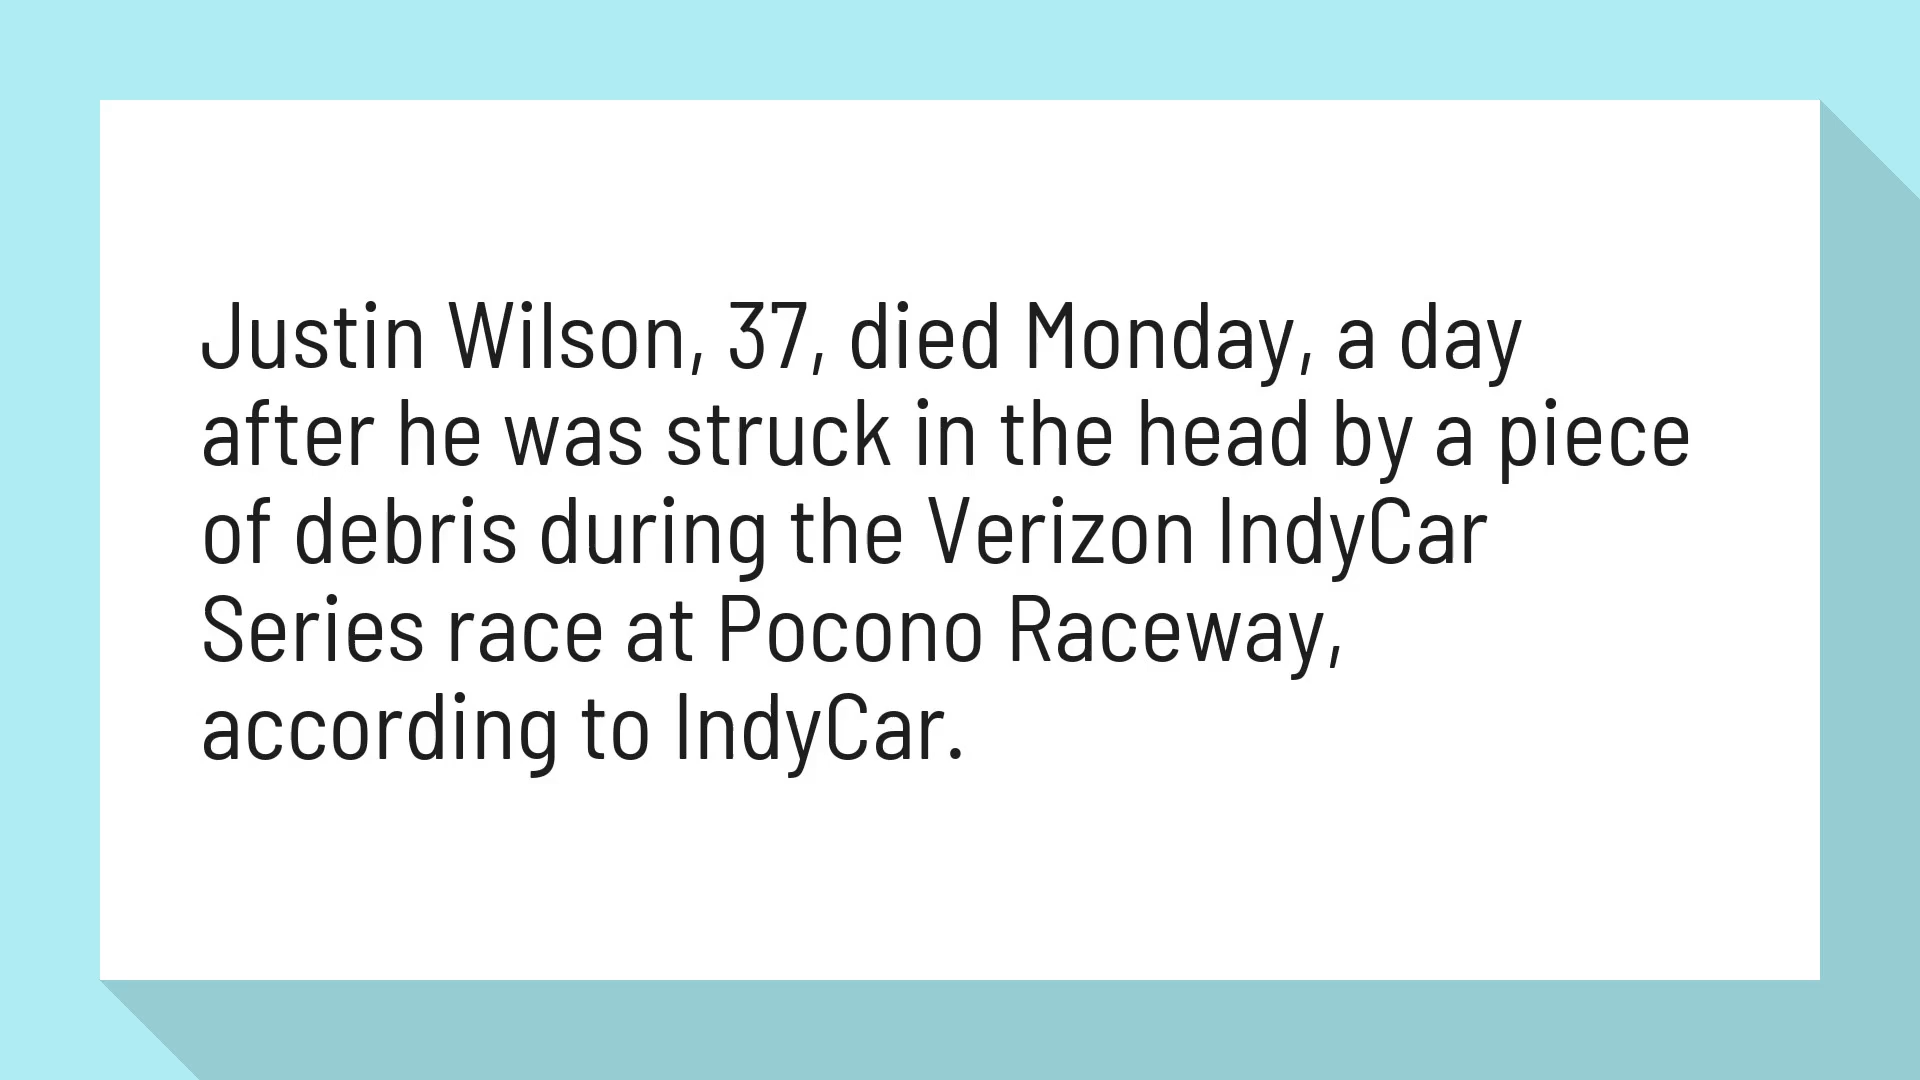 Justin Wilson, 37, died Monday, a day
after he was struck in the head by a piece
of debris during the Verizon IndyCar
Series race at Pocono Raceway,
according to IndyCar.